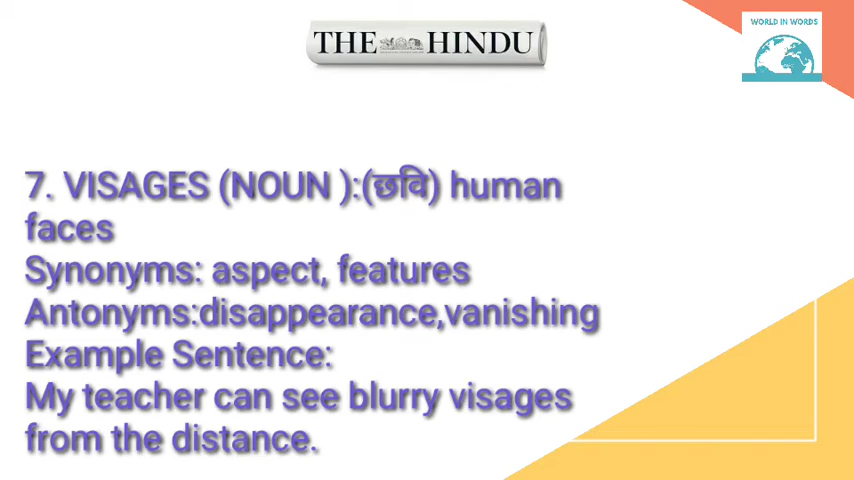 THE HINDU
WORLD IN WORDS
7. VISAGES (NOUN ):(छवि) human
faces
Synonyms: aspect, features
Antonyms:disappearance,vanishing
Example Sentence:
My teacher can see blurry visages
from the distance.